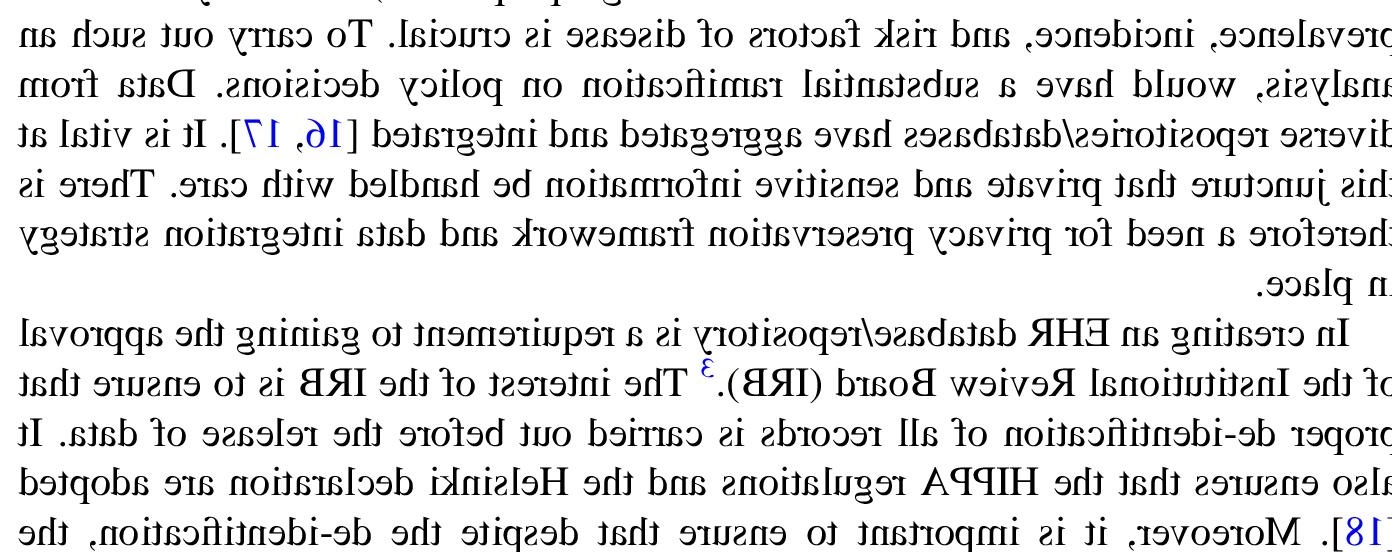 prevalence, incidence, and risk factors of disease is crucial. To carry out such an
analysis, would have a substantial ramification on policy decisions. Data from
diverse repositories/databases have aggregated and integrated [16, 17]. It is vital at
this juncture that private and sensitive information be handled with care. There is
therefore a need for privacy preservation framework and data integration strategy
in place.
In creating an EHR database/repository is a requirement to gaining the approval
of the Institutional Review Board (IRB).3 The interest of the IRB is to ensure that
proper de-identification of all records is carried out before the release of data. It
also ensures that the HIPPA regulations and the Helsinki declaration are adopted
[18]. Moreover, it is important to ensure that despite the de-identification, the